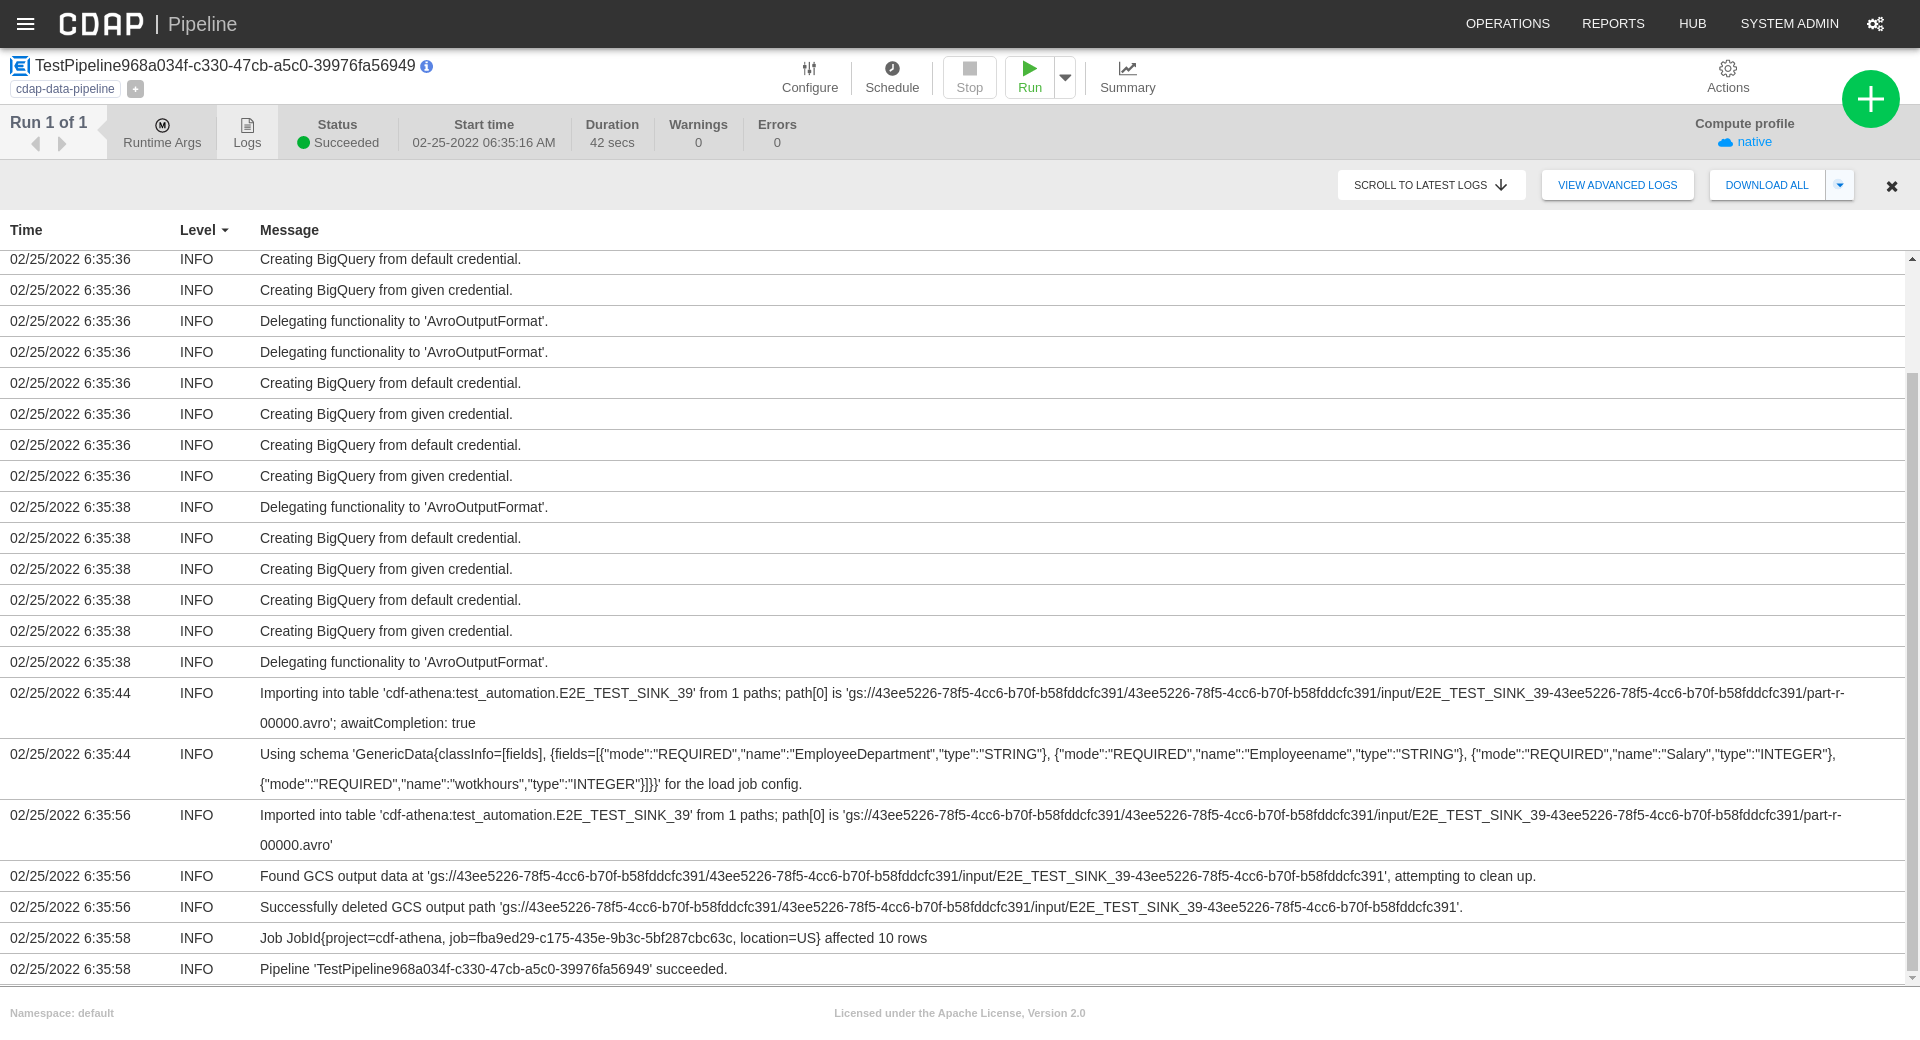 CDAP | Pipeline
OPERATIONS REPORTS HUB SYSTEM ADMIN
TestPipeline968a034f-c330-47cb-a5c0-39976fa56949
cdap-data-pipeline +
Configure Schedule Stop Run Summary Actions
Run 1 of 1
Runtime Args Logs
Status Start time Duration Warnings Errors Compute profile
Succeeded 02-25-2022 06:35:16 AM 42 secs 0 0 native
SCROLL TO LATEST LOGS VIEW ADVANCED LOGS DOWNLOAD ALL
Time Level Message
02/25/2022 6:35:36 INFO Creating BigQuery from default credential.
02/25/2022 6:35:36 INFO Creating BigQuery from given credential.
02/25/2022 6:35:36 INFO Delegating functionality to 'AvroOutputFormat'.
02/25/2022 6:35:36 INFO Delegating functionality to 'AvroOutputFormat'.
02/25/2022 6:35:36 INFO Creating BigQuery from default credential.
02/25/2022 6:35:36 INFO Creating BigQuery from given credential.
02/25/2022 6:35:36 INFO Creating BigQuery from default credential.
02/25/2022 6:35:36 INFO Creating BigQuery from given credential.
02/25/2022 6:35:38 INFO Delegating functionality to 'AvroOutputFormat'.
02/25/2022 6:35:38 INFO Creating BigQuery from default credential.
02/25/2022 6:35:38 INFO Creating BigQuery from given credential.
02/25/2022 6:35:38 INFO Creating BigQuery from default credential.
02/25/2022 6:35:38 INFO Creating BigQuery from given credential.
02/25/2022 6:35:38 INFO Delegating functionality to 'AvroOutputFormat'.
02/25/2022 6:35:44 INFO Importing into table 'cdf-athena:test_automation.E2E_TEST_SINK_39' from 1 paths; path[0] is 'gs://43ee5226-78f5-4cc6-b70f-b58fddcfc391/43ee5226-78f5-4cc6-b70f-b58fddcfc391/input/E2E_TEST_SINK_39-43ee5226-78f5-4cc6-b70f-b58fddcfc391/part-r-
00000.avro'; awaitCompletion: true
02/25/2022 6:35:44 INFO Using schema 'GenericData{classInfo=[fields], {fields=[{"mode":"REQUIRED","name":"EmployeeDepartment","type":"STRING"}, {"mode":"REQUIRED","name":"Employeename","type":"STRING"}, {"mode":"REQUIRED","name":"Salary","type":"INTEGER"},
{"mode":"REQUIRED","name":"wotkhours","type":"INTEGER"}]}}' for the load job config.
02/25/2022 6:35:56 INFO Imported into table 'cdf-athena:test_automation.E2E_TEST_SINK_39' from 1 paths; path[0] is 'gs://43ee5226-78f5-4cc6-b70f-b58fddcfc391/43ee5226-78f5-4cc6-b70f-b58fddcfc391/input/E2E_TEST_SINK_39-43ee5226-78f5-4cc6-b70f-b58fddcfc391/part-r-
00000.avro'
02/25/2022 6:35:56 INFO Found GCS output data at 'gs://43ee5226-78f5-4cc6-b70f-b58fddcfc391/43ee5226-78f5-4cc6-b70f-b58fddcfc391/input/E2E_TEST_SINK_39-43ee5226-78f5-4cc6-b70f-b58fddcfc391', attempting to clean up.
02/25/2022 6:35:56 INFO Successfully deleted GCS output path 'gs://43ee5226-78f5-4cc6-b70f-b58fddcfc391/43ee5226-78f5-4cc6-b70f-b58fddcfc391/input/E2E_TEST_SINK_39-43ee5226-78f5-4cc6-b70f-b58fddcfc391'.
02/25/2022 6:35:58 INFO Job JobId{project=cdf-athena, job=fba9ed29-c175-435e-9b3c-5bf287cbc63c, location=US} affected 10 rows
02/25/2022 6:35:58 INFO Pipeline 'TestPipeline968a034f-c330-47cb-a5c0-39976fa56949' succeeded.
Namespace: default Licensed under the Apache License, Version 2.0